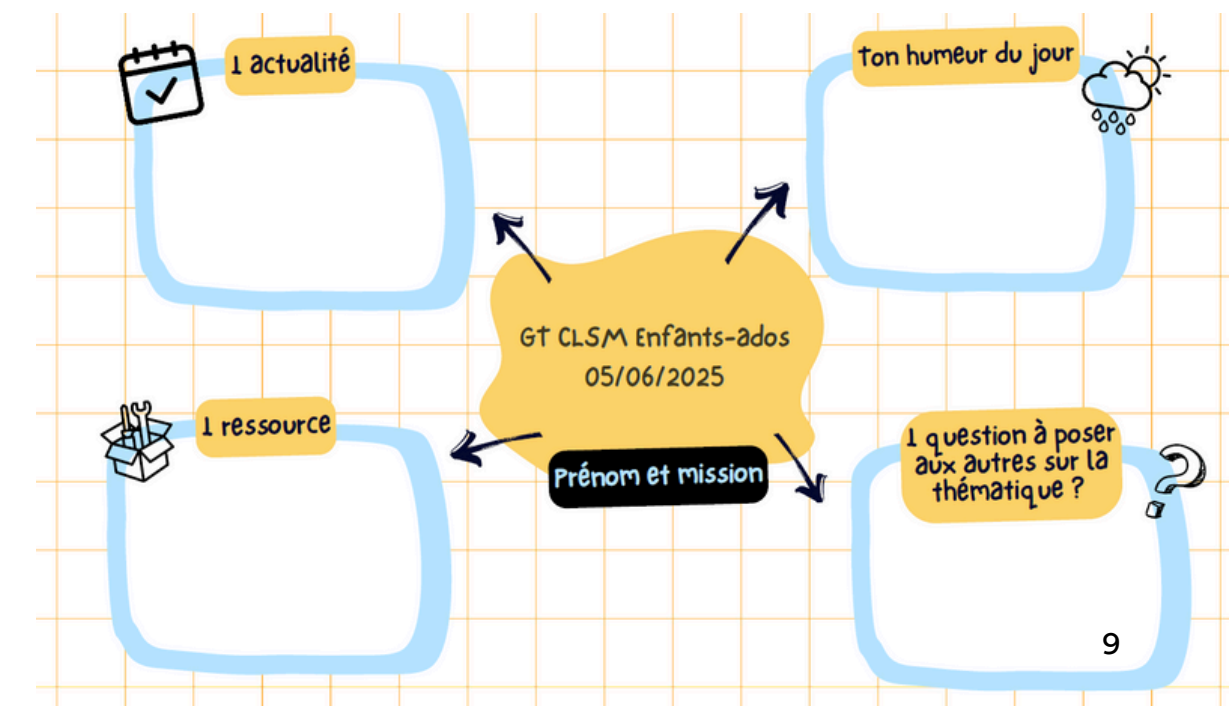 1 actualité
Ton humeur du jour
GT CLSM Enfants-ados
05/06/2025
Prénom et mission
1 ressource
1 question à poser
aux autres sur la
thématique ?
9